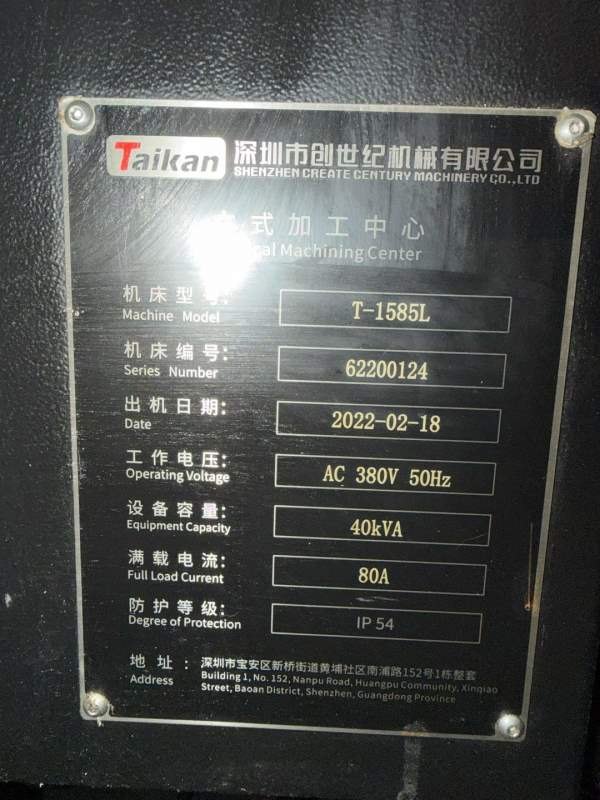 Taikan 深圳市创世纪机械有限公司
SHENZHEN CREATE CENTURY MACHINERY CO.,LTD
式加工中心
Machining Center
机床型号:
Machine Model
T-1585L
机床编号:
Series Number
62200124
出机日期:
Date
2022-02-18
工作电压:
Operating Voltage
AC 380V 50Hz
设备容量:
Equipment Capacity
40kVA
满载电流:
Full Load Current
80A
防护等级:
Degree of Protection
IP 54
地址:
Address
深圳市宝安区新桥街道黄埔社区南浦路152号1栋整套
Building 1, No. 152, Nanpu Road, Huangpu Community, Xinqiao
Street, Baoan District, Shenzhen, Guangdong Province